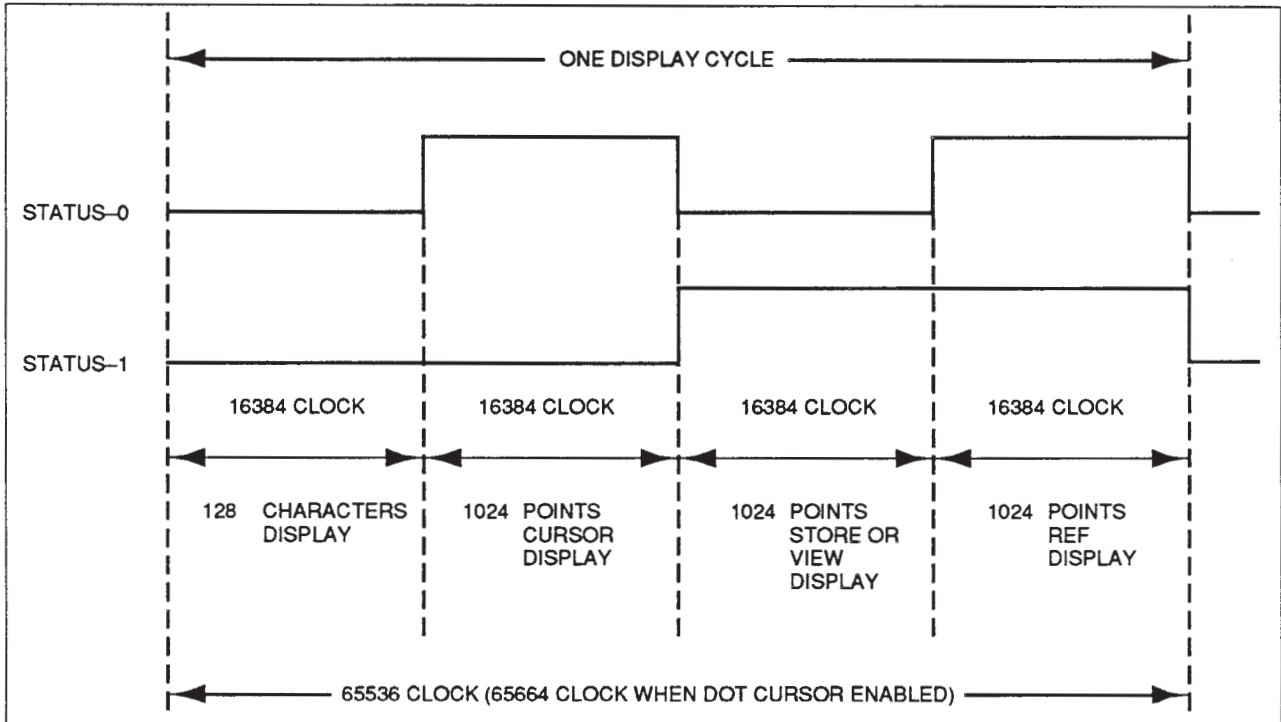 ONE DISPLAY CYCLE
STATUS–0
STATUS–1
16384 CLOCK
16384 CLOCK
16384 CLOCK
16384 CLOCK
128 CHARACTERS
DISPLAY
1024 POINTS
CURSOR
DISPLAY
1024 POINTS
STORE OR
VIEW
DISPLAY
1024 POINTS
REF
DISPLAY
65536 CLOCK (65664 CLOCK WHEN DOT CURSOR ENABLED)